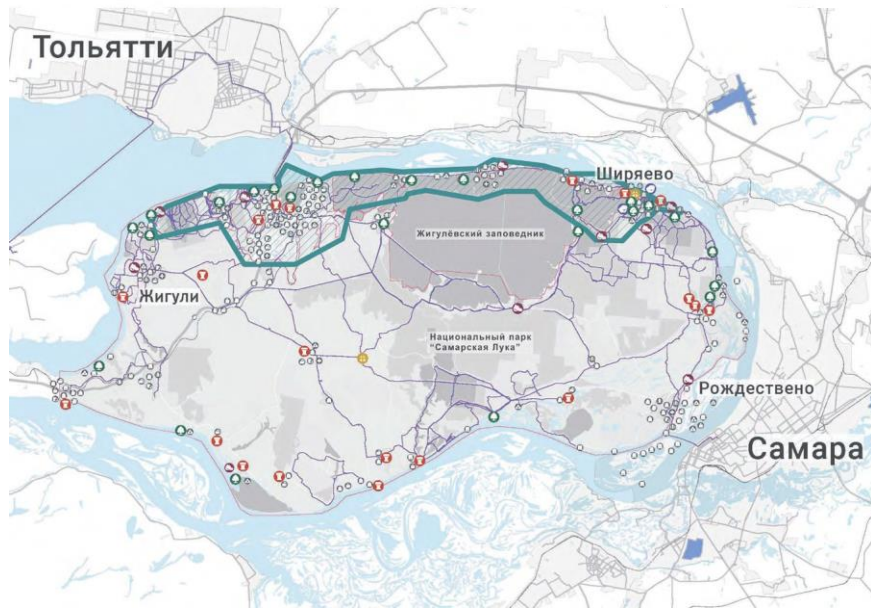 Тольятти
Ширяево
Жигулёвский заповедник
Жигули
Национальный парк
"Самарская Лука"
Рождествено
Самара